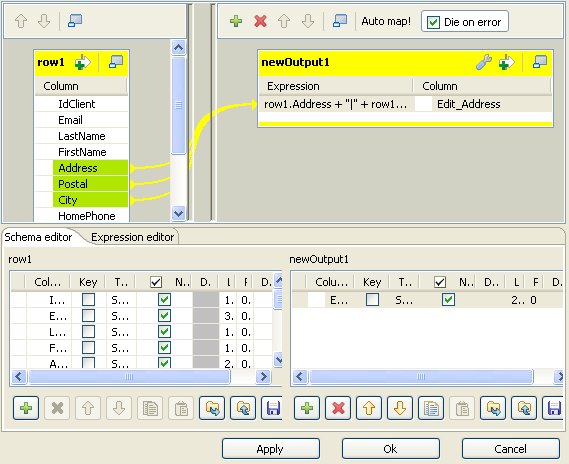 Auto map! Die on error
row1
Column
IdClient
Email
LastName
FirstName
Address
Postal
City
HomePhone
newOutput1
Expression Column
row1.Address + "|" + row1... Edit_Address
Schema editor Expression editor
row1
Col... Key T... N.. D.. L P. D.
I... S... 1. 0.
E... S... 3. 0.
L... S... 1. 0.
F... S... 1. 0.
A... S... 2. 0.
newOutput1
Colu... Key T.. N.. D.. L P D..
E... S... 2.. 0
Apply Ok Cancel